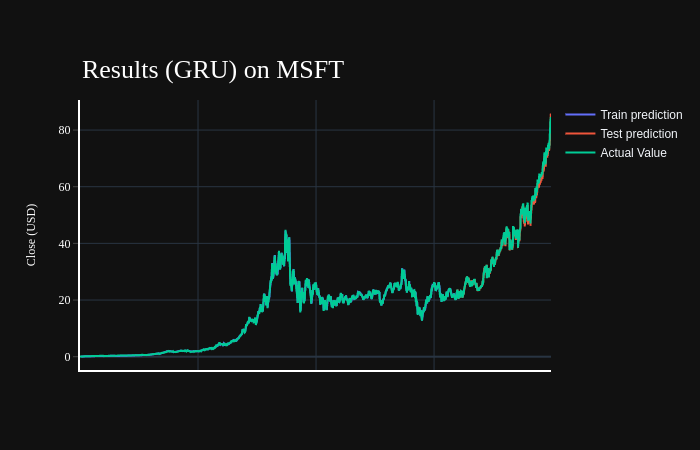 Results (GRU) on MSFT
Train prediction
Test prediction
Actual Value
80
60
40
20
0
Close (USD)